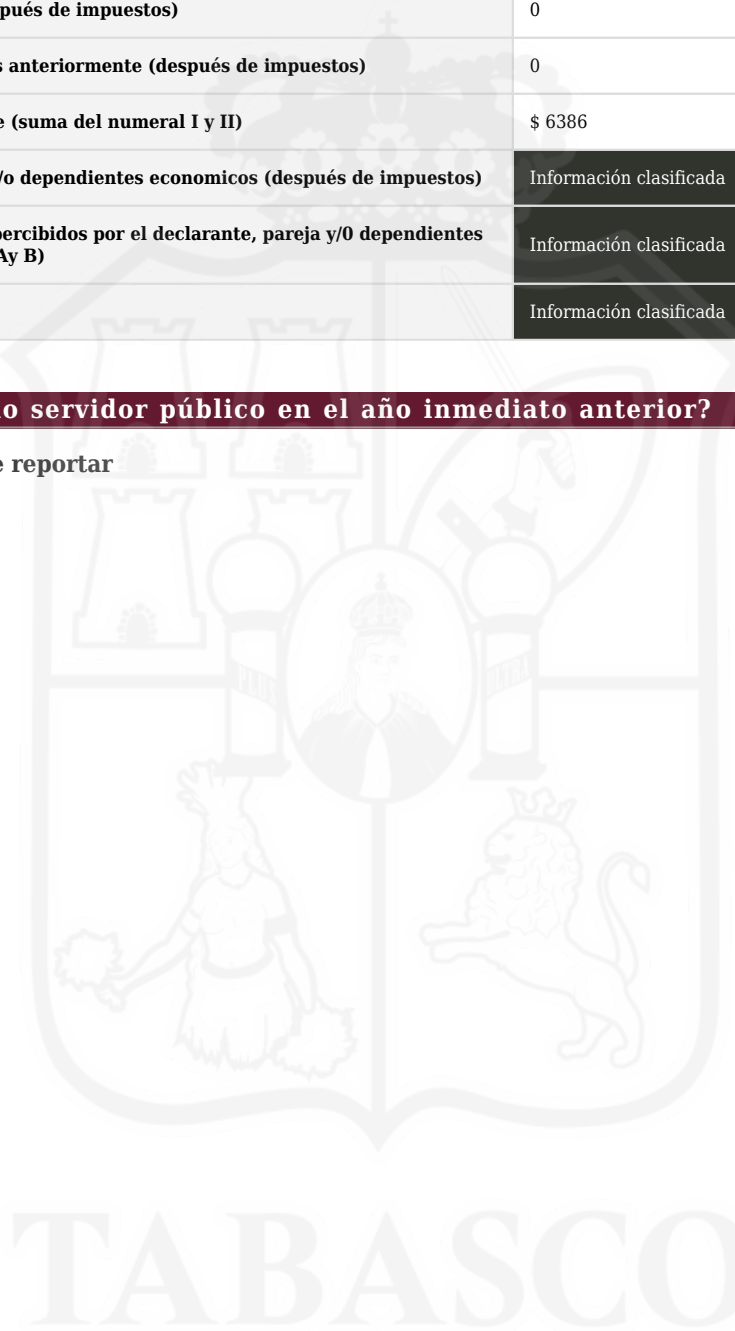 pués de impuestos) 0
s anteriormente (después de impuestos) 0
e (suma del numeral I y II) $ 6386
/o dependientes economicos (después de impuestos) Información clasificada
percibidos por el declarante, pareja y/0 dependientes
Ay B) Información clasificada
Información clasificada
o servidor público en el año inmediato anterior?
e reportar
PLUS ULTRA
TABASCO